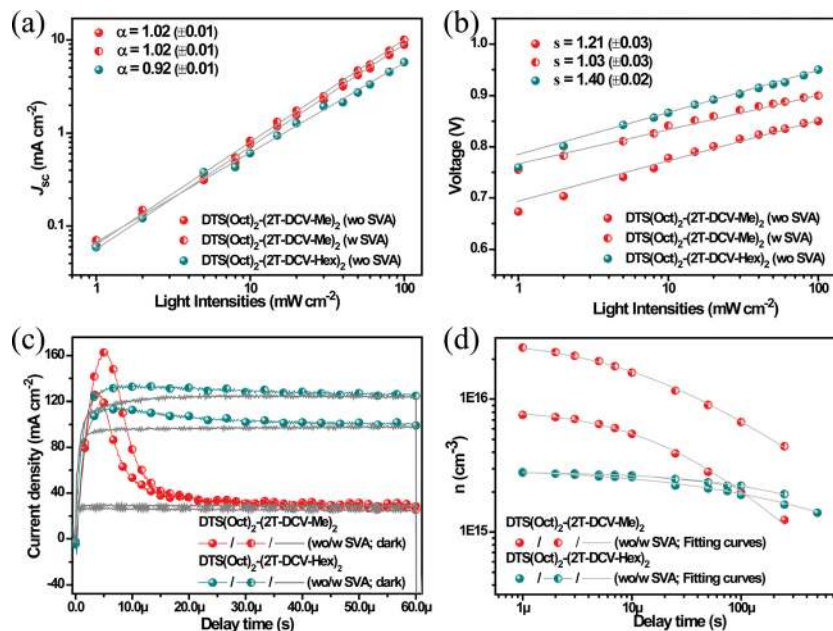 (a)
α = 1.02 (±0.01)
α = 1.02 (±0.01)
α = 0.92 (±0.01)
10
1
0.1
J_sc (mA cm⁻²)
DTS(Oct)₂-(2T-DCV-Me)₂ (wo SVA)
DTS(Oct)₂-(2T-DCV-Me)₂ (w SVA)
DTS(Oct)₂-(2T-DCV-Hex)₂ (wo SVA)
1 10 100
Light Intensities (mW cm⁻²)
(b)
s = 1.21 (±0.03)
s = 1.03 (±0.03)
s = 1.40 (±0.02)
1.0
0.9
0.8
0.7
0.6
Voltage (V)
DTS(Oct)₂-(2T-DCV-Me)₂ (wo SVA)
DTS(Oct)₂-(2T-DCV-Me)₂ (w SVA)
DTS(Oct)₂-(2T-DCV-Hex)₂ (wo SVA)
1 10 100
Light Intensities (mW cm⁻²)
(c)
160
120
80
40
0
-40
Current density (mA cm⁻²)
DTS(Oct)₂-(2T-DCV-Me)₂
/ / (wo/w SVA; dark)
DTS(Oct)₂-(2T-DCV-Hex)₂
/ / (wo/w SVA; dark)
0.0 10.0µ 20.0µ 30.0µ 40.0µ 50.0µ 60.0µ
Delay time (s)
(d)
1E16
1E15
n (cm⁻³)
DTS(Oct)₂-(2T-DCV-Me)₂
/ / (wo/w SVA; Fitting curves)
DTS(Oct)₂-(2T-DCV-Hex)₂
/ / (wo/w SVA; Fitting curves)
1µ 10µ 100µ
Delay time (s)